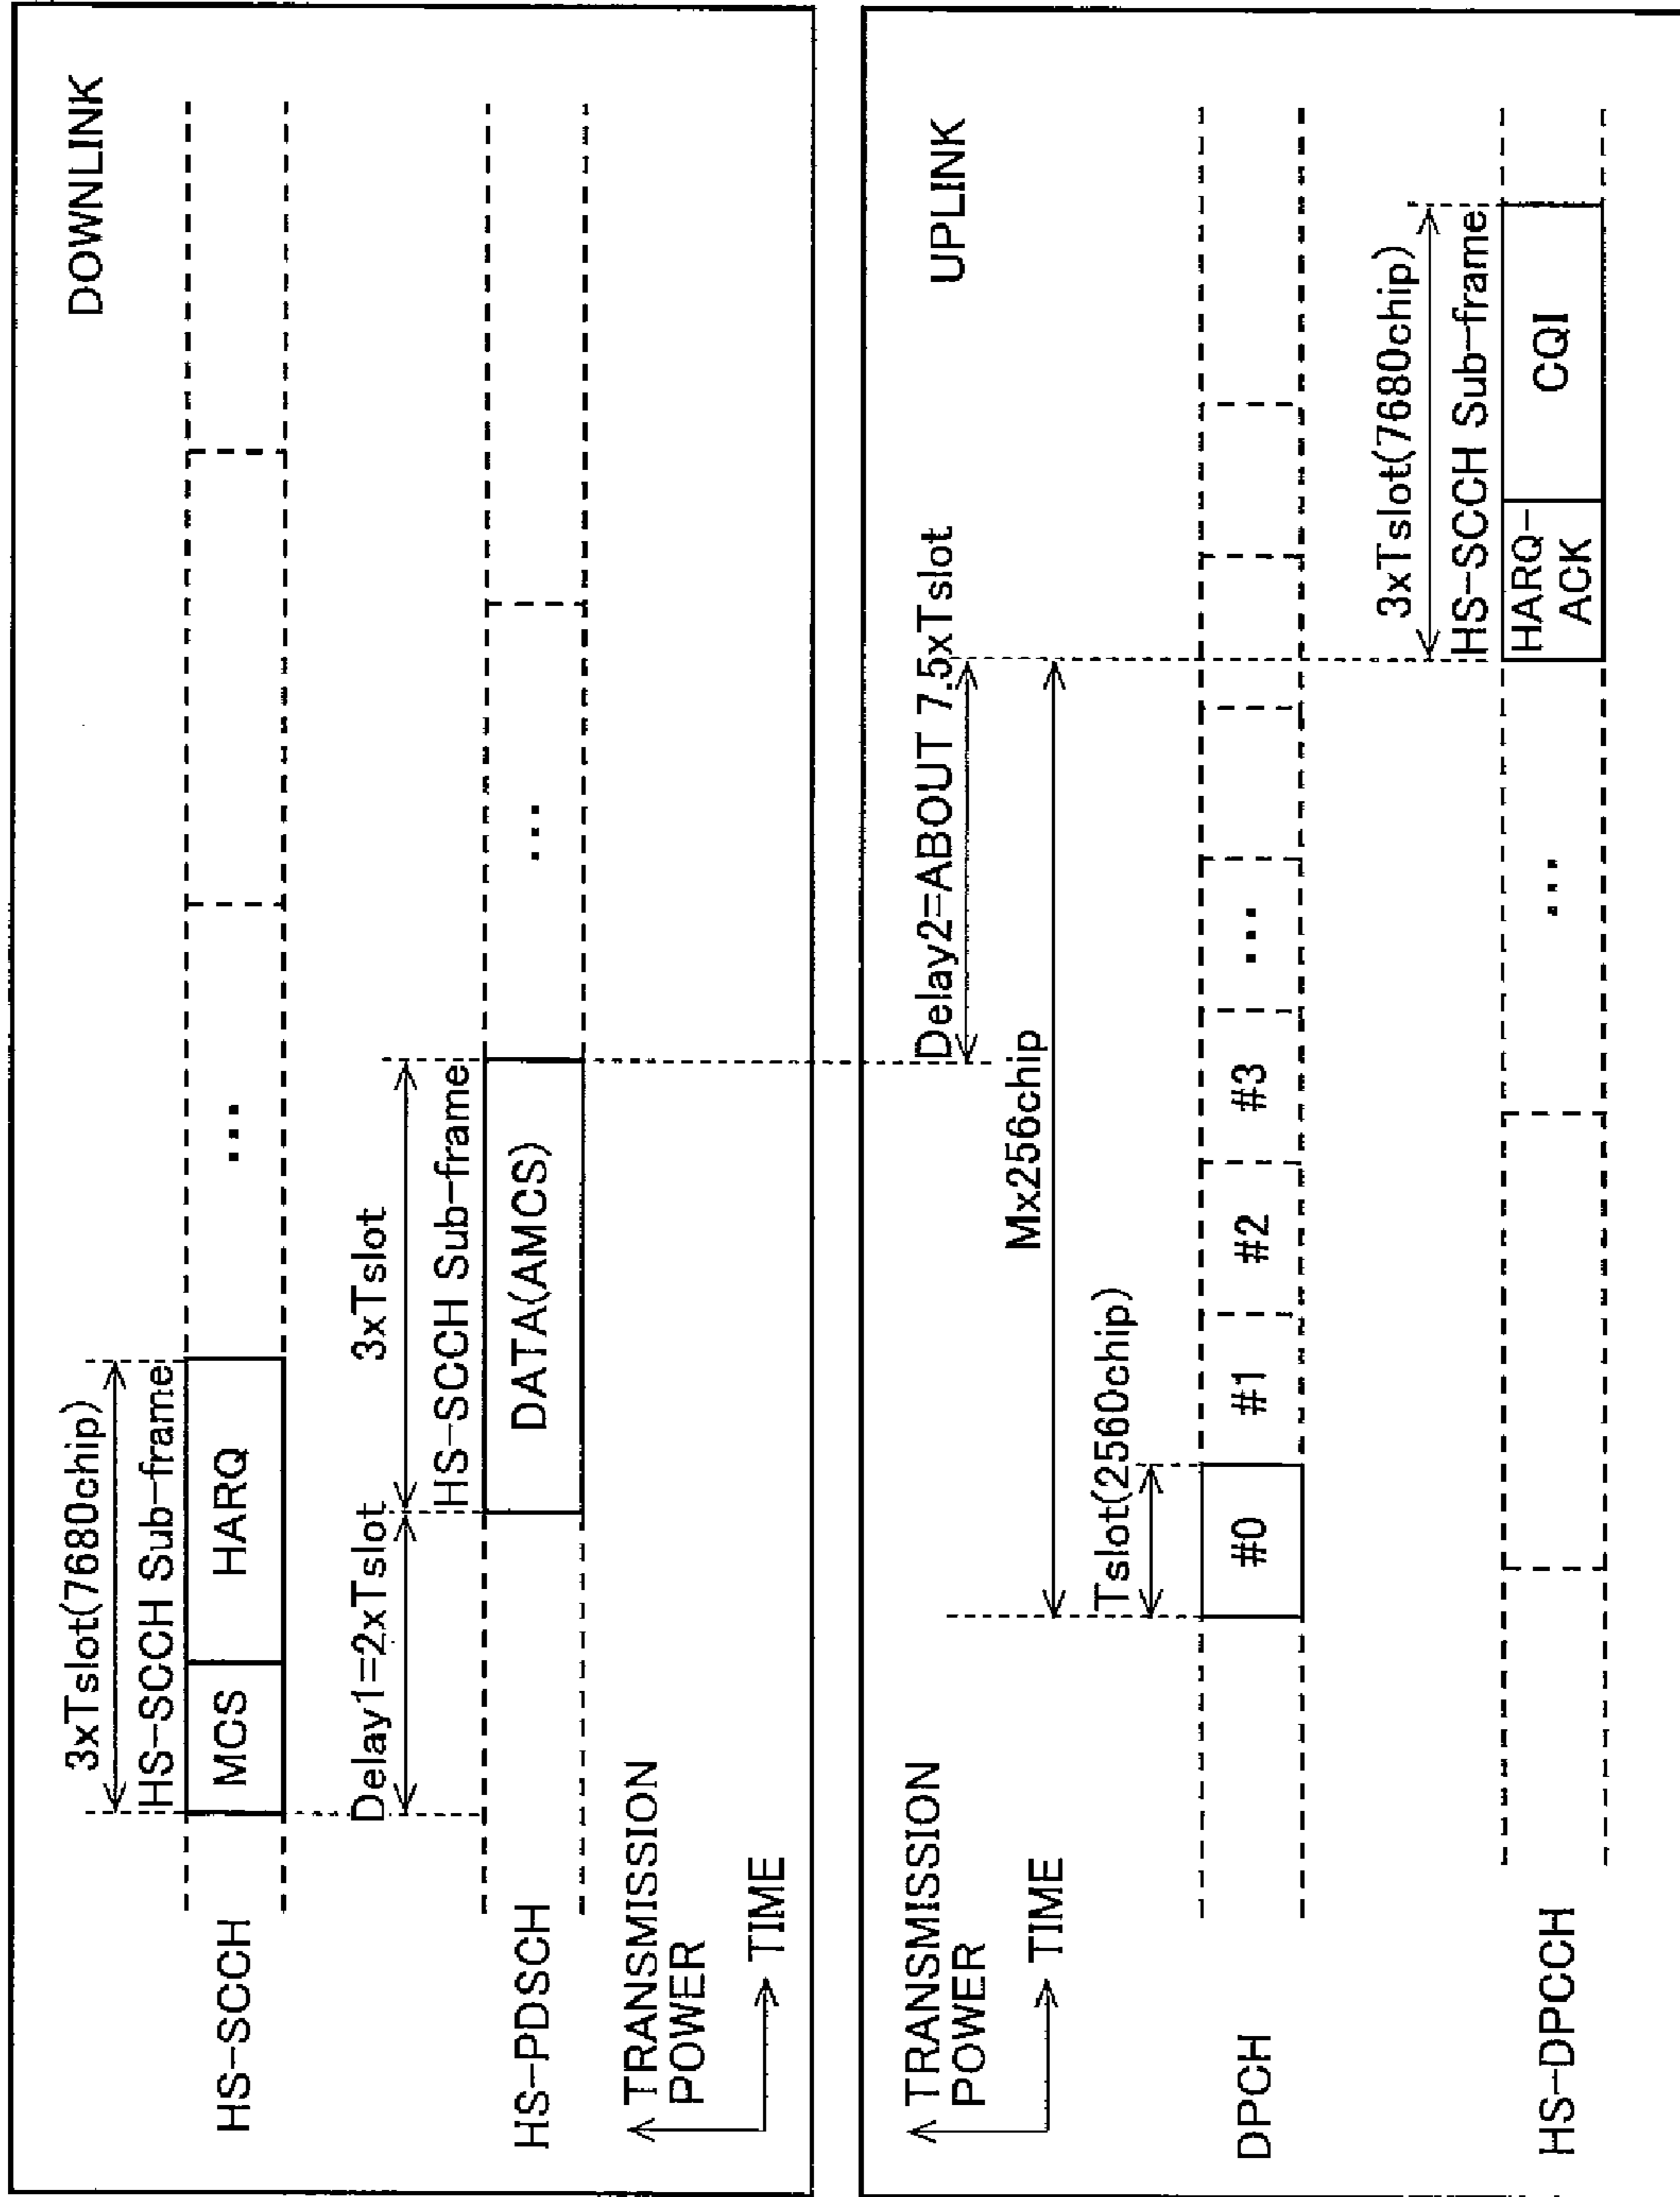 DOWNLINK
3xTslot(7680chip)
HS-SCCH Sub-frame
HS-SCCH
MCS
HARQ
...
Delay1=2xTslot
3xTslot
HS-SCCH Sub-frame
HS-PDSCH
DATA(AMCS)
...
TRANSMISSION
POWER
TIME
Delay2=ABOUT 7.5xTslot
UPLINK
TRANSMISSION
POWER
TIME
Mx256chip
Tslot(2560chip)
DPCH
#0
#1
#2
#3
...
3xTslot(7680chip)
HS-SCCH Sub-frame
HS-DPCCH
...
HARQ-
ACK
CQI